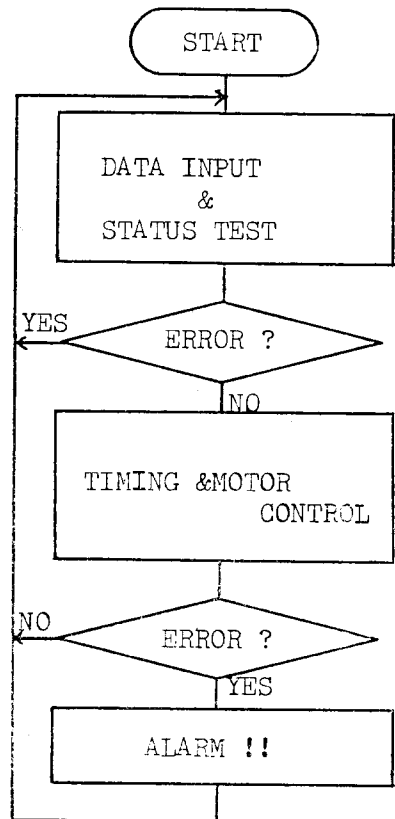 START
DATA INPUT
&
STATUS TEST
YES
ERROR ?
NO
TIMING &MOTOR
CONTROL
NO
ERROR ?
YES
ALARM !!